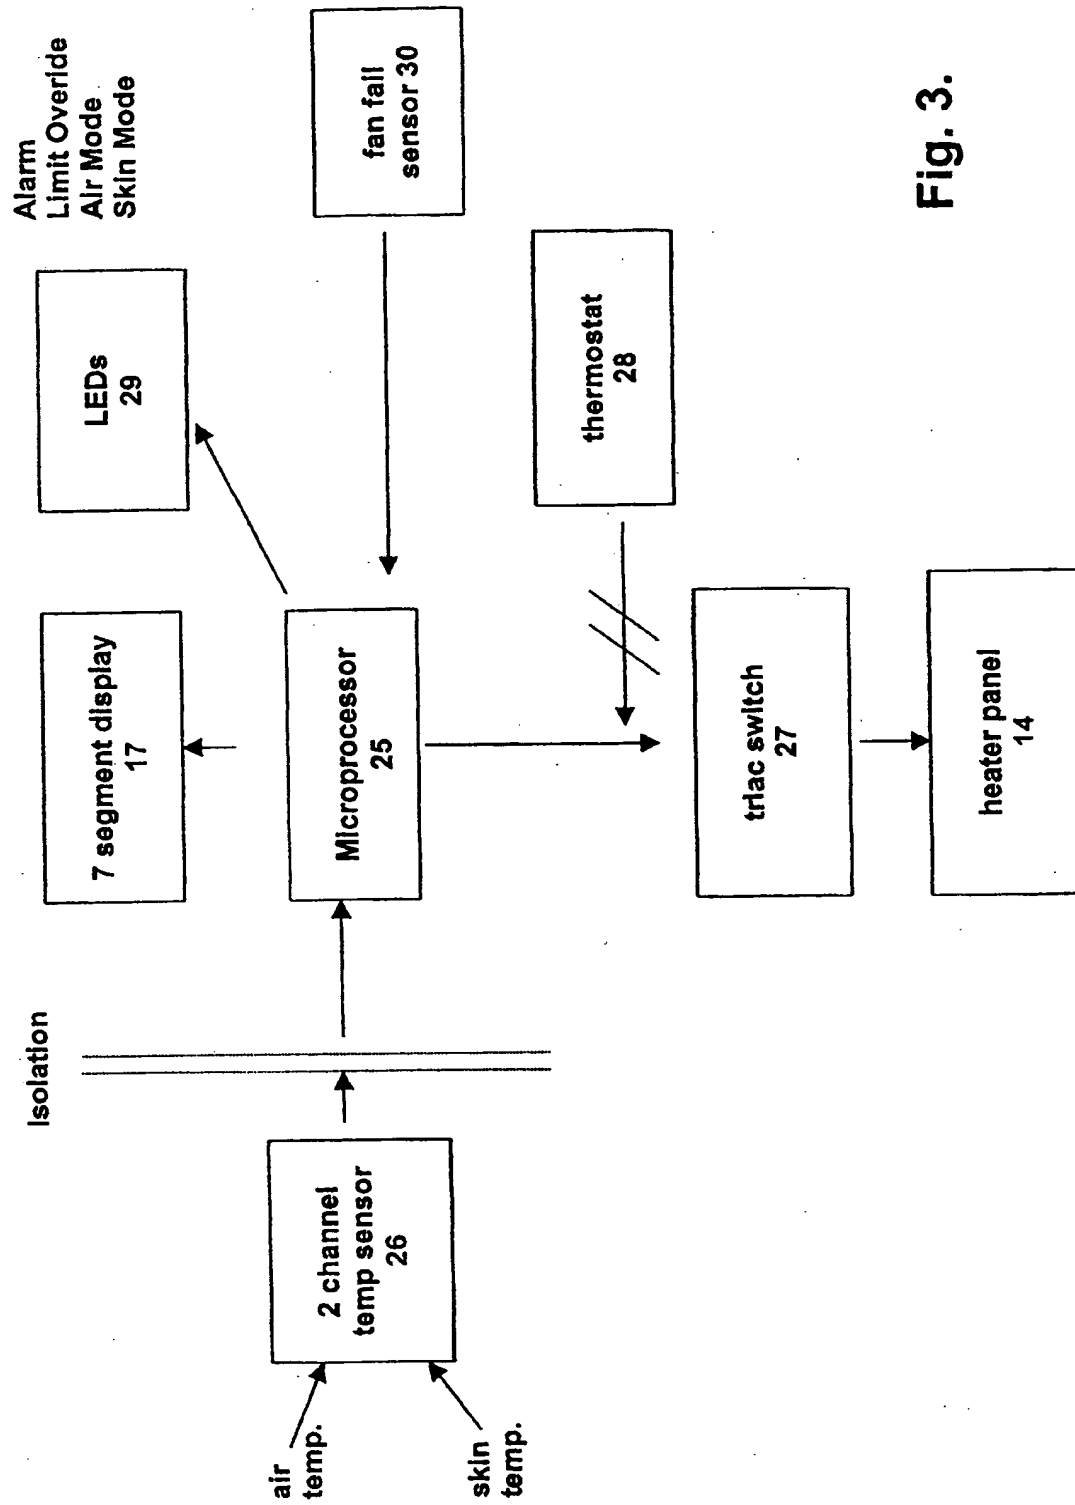 Isolation
Alarm
Limit Overide
Air Mode
Skin Mode
7 segment display
17
LEDs
29
air
temp.
skin
temp.
2 channel
temp sensor
26
Microprocessor
25
fan fail
sensor 30
thermostat
28
triac switch
27
heater panel
14
Fig. 3.